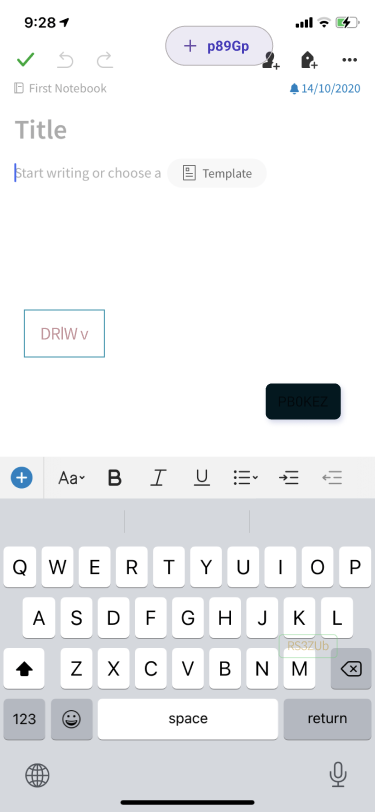 9:28
+ p89Gp
First Notebook
14/10/2020
Title
Start writing or choose a
Template
DRlW v
PB0KEZ
Aa
B I U
Q W E R T Y U I O P
A S D F G H J K L
RS3ZUb
Z X C V B N M
123
space
return